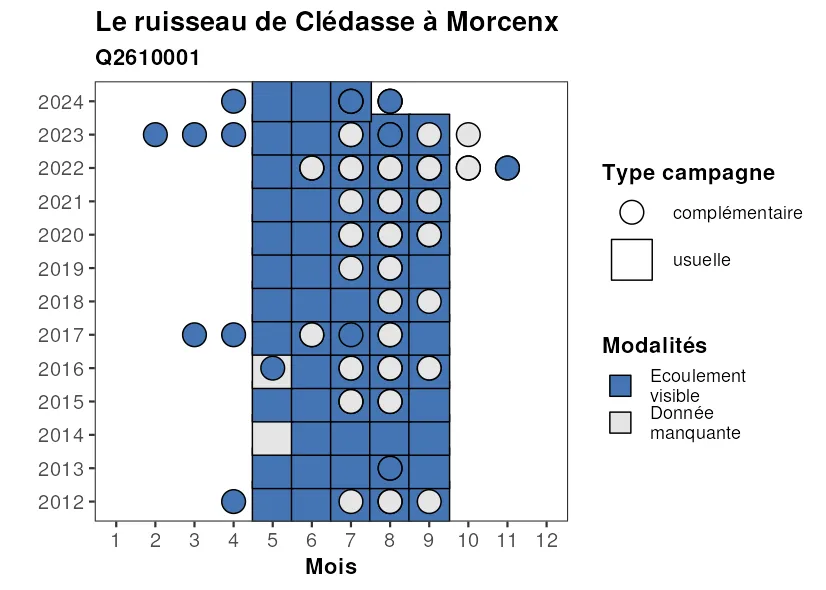 Le ruisseau de Clédasse à Morcenx
Q2610001
2024
2023
2022
2021
2020
2019
2018
2017
2016
2015
2014
2013
2012
1 2 3 4 5 6 7 8 9 10 11 12
Mois
Type campagne
complémentaire
usuelle
Modalités
Ecoulement
visible
Donnée
manquante